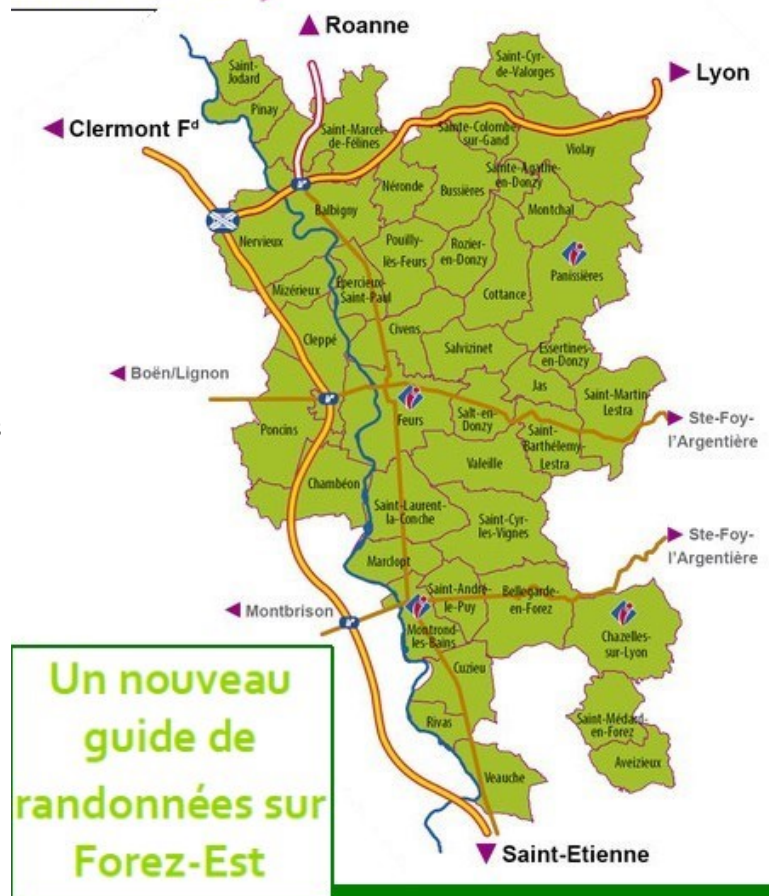 Roanne
Saint-Cyr-
de-Valorges
Saint-
Jodard
Lyon
Pinay
Clermont Fᵈ
Saint-Marcel-
de-Félines
Sainte-Colombe-
sur-Gand
Violay
Sainte-Agathe-
en-Donzy
Néronde
Bussières
Balbigny
Montchal
Nervieux
Pouilly-
lès-Feurs
Rozier-
en-Donzy
Panissières
Mizérieux
Épercieux-
Saint-Paul
Cottance
Civens
Cleppé
Salvizinet
Essertines-
en-Donzy
Boën/Lignon
Jas
Saint-Martin-
Lestra
Feurs
Salt-en-
Donzy
Ste-Foy-
l'Argentière
Poncins
Saint-
Barthélemy-
Lestra
Valeille
Chambéon
Saint-Laurent-
la-Conche
Saint-Cyr-
les-Vignes
Ste-Foy-
l'Argentière
Marclopt
Saint-André-
le-Puy
Bellegarde-
en-Forez
Montbrison
Montrond-
les-Bains
Chazelles-
sur-Lyon
Cuzieu
Rivas
Saint-Médard-
en-Forez
Aveizieux
Veauche
Saint-Etienne
Un nouveau
guide de
randonnées sur
Forez-Est